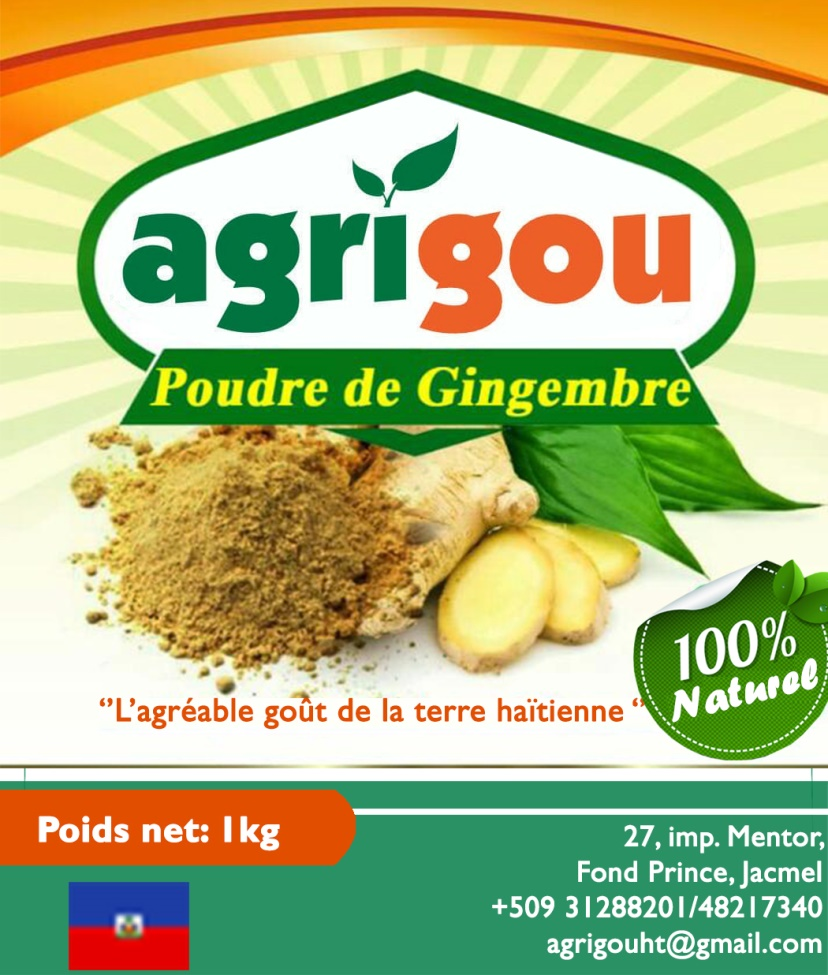 agrigou
Poudre de Gingembre
100%
Naturel
‘’L’agréable goût de la terre haïtienne ‘’
Poids net: 1kg
27, imp. Mentor,
Fond Prince, Jacmel
+509 31288201/48217340
agrigouht@gmail.com